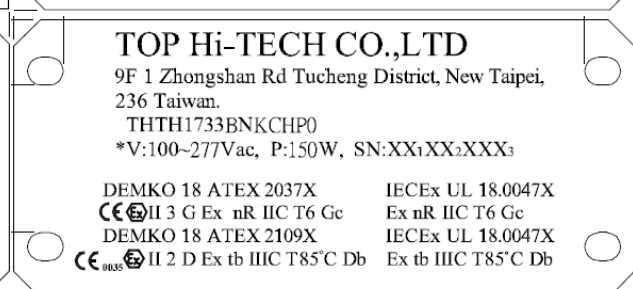 TOP Hi-TECH CO.,LTD
9F 1 Zhongshan Rd Tucheng District, New Taipei,
236 Taiwan.
THTH1733BNKCHP0
*V:100~277Vac, P:150W, SN:XX1XX2XXX3
DEMKO 18 ATEX 2037X IECEx UL 18.0047X
CE Ex II 3 G Ex nR IIC T6 Gc Ex nR IIC T6 Gc
DEMKO 18 ATEX 2109X IECEx UL 18.0047X
CE 0035 Ex II 2 D Ex tb IIIC T85°C Db Ex tb IIIC T85°C Db